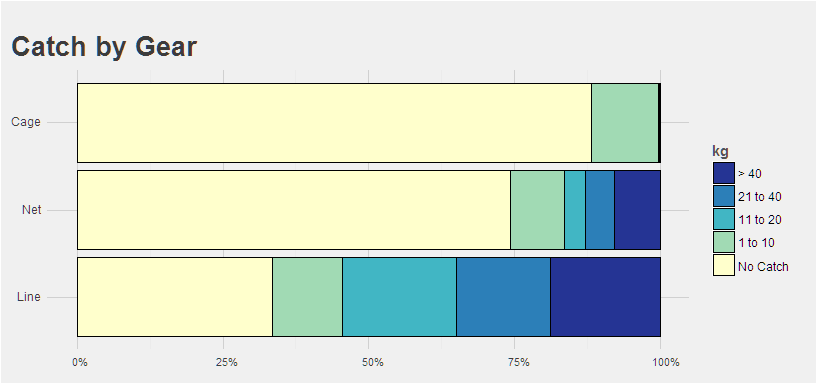 Catch by Gear
Cage
Net
Line
0%
25%
50%
75%
100%
kg
> 40
21 to 40
11 to 20
1 to 10
No Catch